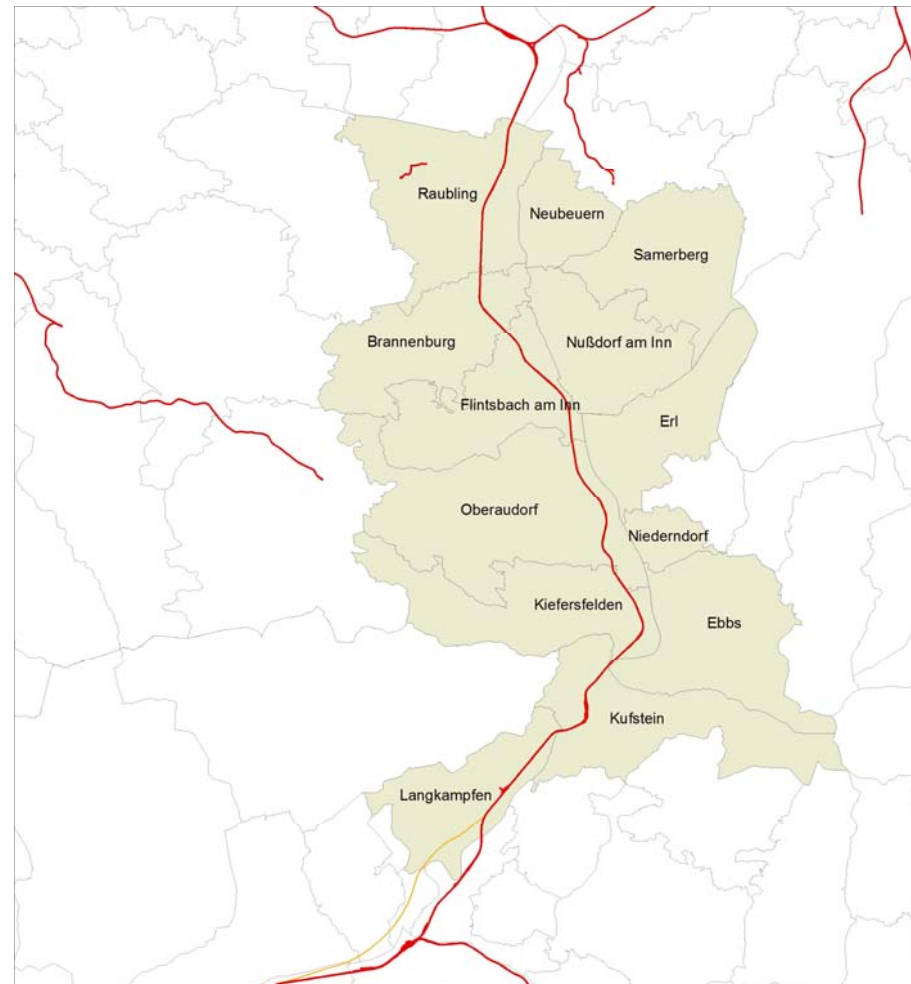 Raubling
Neubeuern
Samerberg
Brannenburg
Nußdorf am Inn
Flintsbach am Inn
Erl
Oberaudorf
Niederndorf
Kiefersfelden
Ebbs
Kufstein
Langkampfen